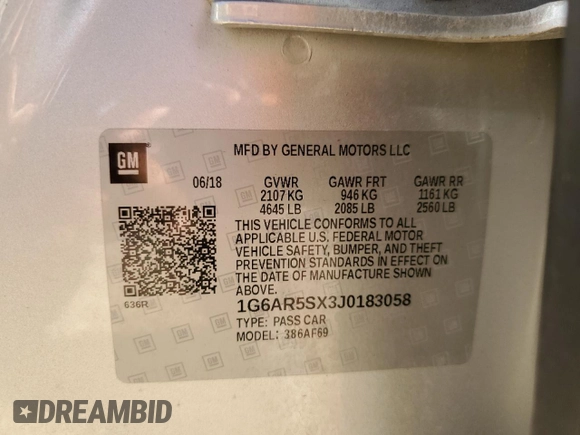 GM
MFD BY GENERAL MOTORS LLC
06/18 GVWR GAWR FRT GAWR RR
2107 KG 946 KG 1161 KG
4645 LB 2085 LB 2560 LB
THIS VEHICLE CONFORMS TO ALL
APPLICABLE U.S. FEDERAL MOTOR
VEHICLE SAFETY, BUMPER, AND THEFT
PREVENTION STANDARDS IN EFFECT ON
THE DATE OF MANUFACTURE SHOWN
ABOVE.
636R
1G6AR5SX3J0183058
TYPE: PASS CAR
MODEL: 386AF69
DREAMBID